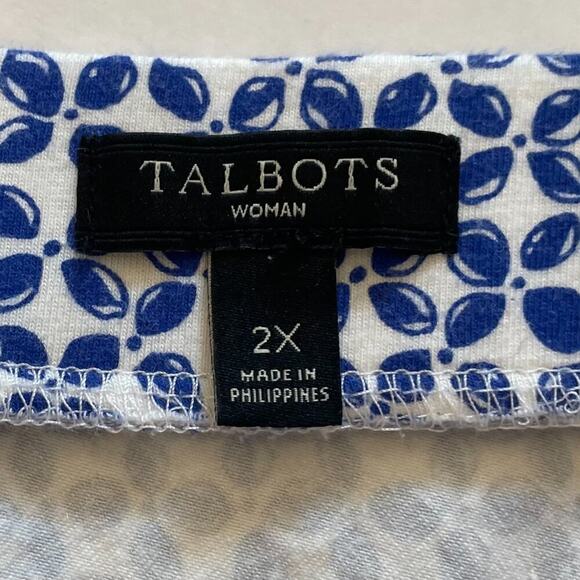 TALBOTS
WOMAN
2X
MADE IN
PHILIPPINES